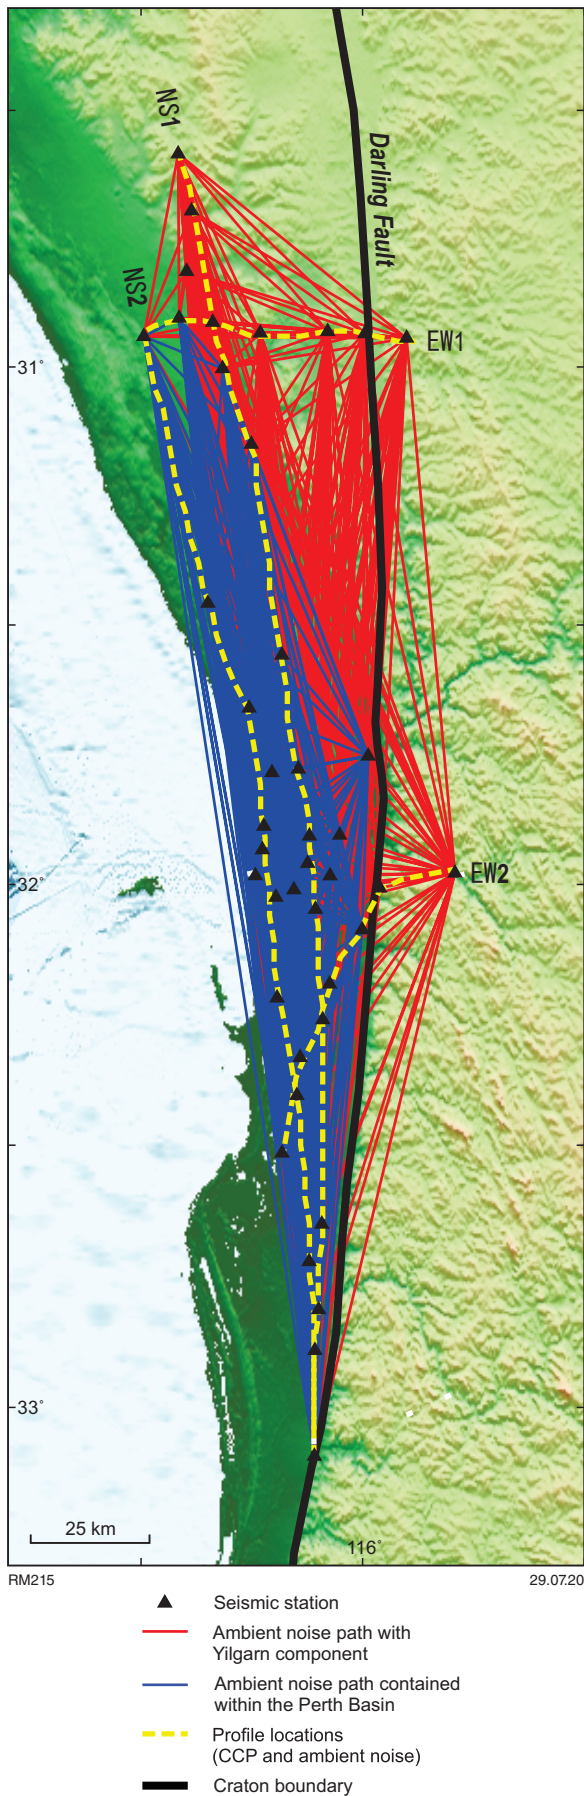 NS1
Darling Fault
NS2
EW1
31°
EW2
32°
33°
25 km
116°
RM215
29.07.20
Seismic station
Ambient noise path with
Yilgarn component
Ambient noise path contained
within the Perth Basin
Profile locations
(CCP and ambient noise)
Craton boundary